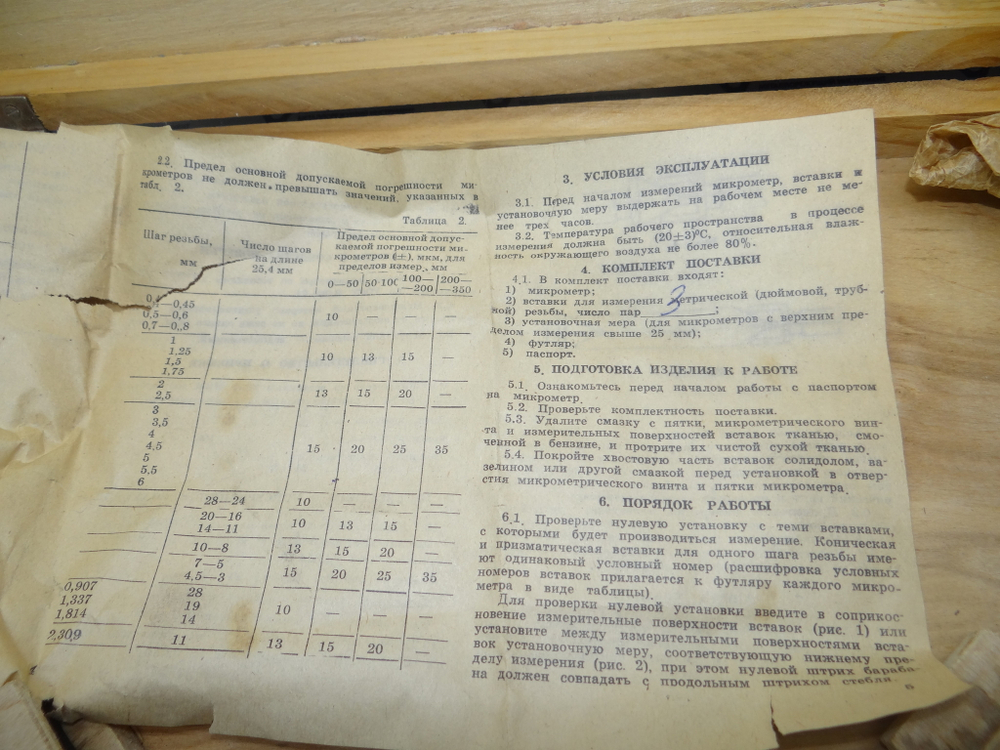 2.2. Предел основной допускаемой погрешности ми-
крометров не должен превышать значений, указанных в
табл. 2.
Таблица 2.
Шаг резьбы, мм
Число шагов на длине 25,4 мм
Предел основной допус-
каемой погрешности ми-
крометров (±), мкм, для
пределов измер., мм
0—50 50 100 100—200 200—350
0,4—0,45
0,5—0,6
0,7—0,8
10 — — —
1
1,25
1,5
1,75
10 13 15 —
2
2,5
13 15 20 —
3
3,5
4
4,5
5
5,5
6
15 20 25 35
28—24 10 — — —
20—16
14—11
10 13 15 —
10—8 13 15 20 —
7—5
4,5—3
15 20 25 35
0,907 28
1,337 19
1,814 14
10 — — —
2,309 11 13 15 20 —
3. УСЛОВИЯ ЭКСПЛУАТАЦИИ
3.1. Перед началом измерений микрометр, вставки и
установочную меру выдержать на рабочем месте не ме-
нее трех часов.
3.2. Температура рабочего пространства в процессе
измерения должна быть (20±3)°С, относительная влаж-
ность окружающего воздуха не более 80%.
4. КОМПЛЕКТ ПОСТАВКИ
4.1. В комплект поставки входят:
1) микрометр;
2) вставки для измерения метрической (дюймовой, труб-
ной) резьбы, число пар ;
3) установочная мера (для микрометров с верхним пре-
делом измерения свыше 25 мм);
4) футляр;
5) паспорт.
5. ПОДГОТОВКА ИЗДЕЛИЯ К РАБОТЕ
5.1. Ознакомьтесь перед началом работы с паспортом
на микрометр.
5.2. Проверьте комплектность поставки.
5.3. Удалите смазку с пятки, микрометрического вин-
та и измерительных поверхностей вставок тканью, смо-
ченной в бензине, и протрите их чистой сухой тканью.
5.4. Покройте хвостовую часть вставок солидолом, ва-
зелином или другой смазкой перед установкой в отвер-
стия микрометрического винта и пятки микрометра.
6. ПОРЯДОК РАБОТЫ
6.1. Проверьте нулевую установку с теми вставками,
с которыми будет производиться измерение. Коническая
и призматическая вставки для одного шага резьбы име-
ют одинаковый условный номер (расшифровка условных
номеров вставок прилагается к футляру каждого микро-
метра в виде таблицы).
Для проверки нулевой установки введите в соприкос-
новение измерительные поверхности вставок (рис. 1) или
установите между измерительными поверхностями вста-
вок установочную меру, соответствующую нижнему пре-
делу измерения (рис. 2), при этом нулевой штрих бараба-
на должен совпадать с продольным штрихом стебля